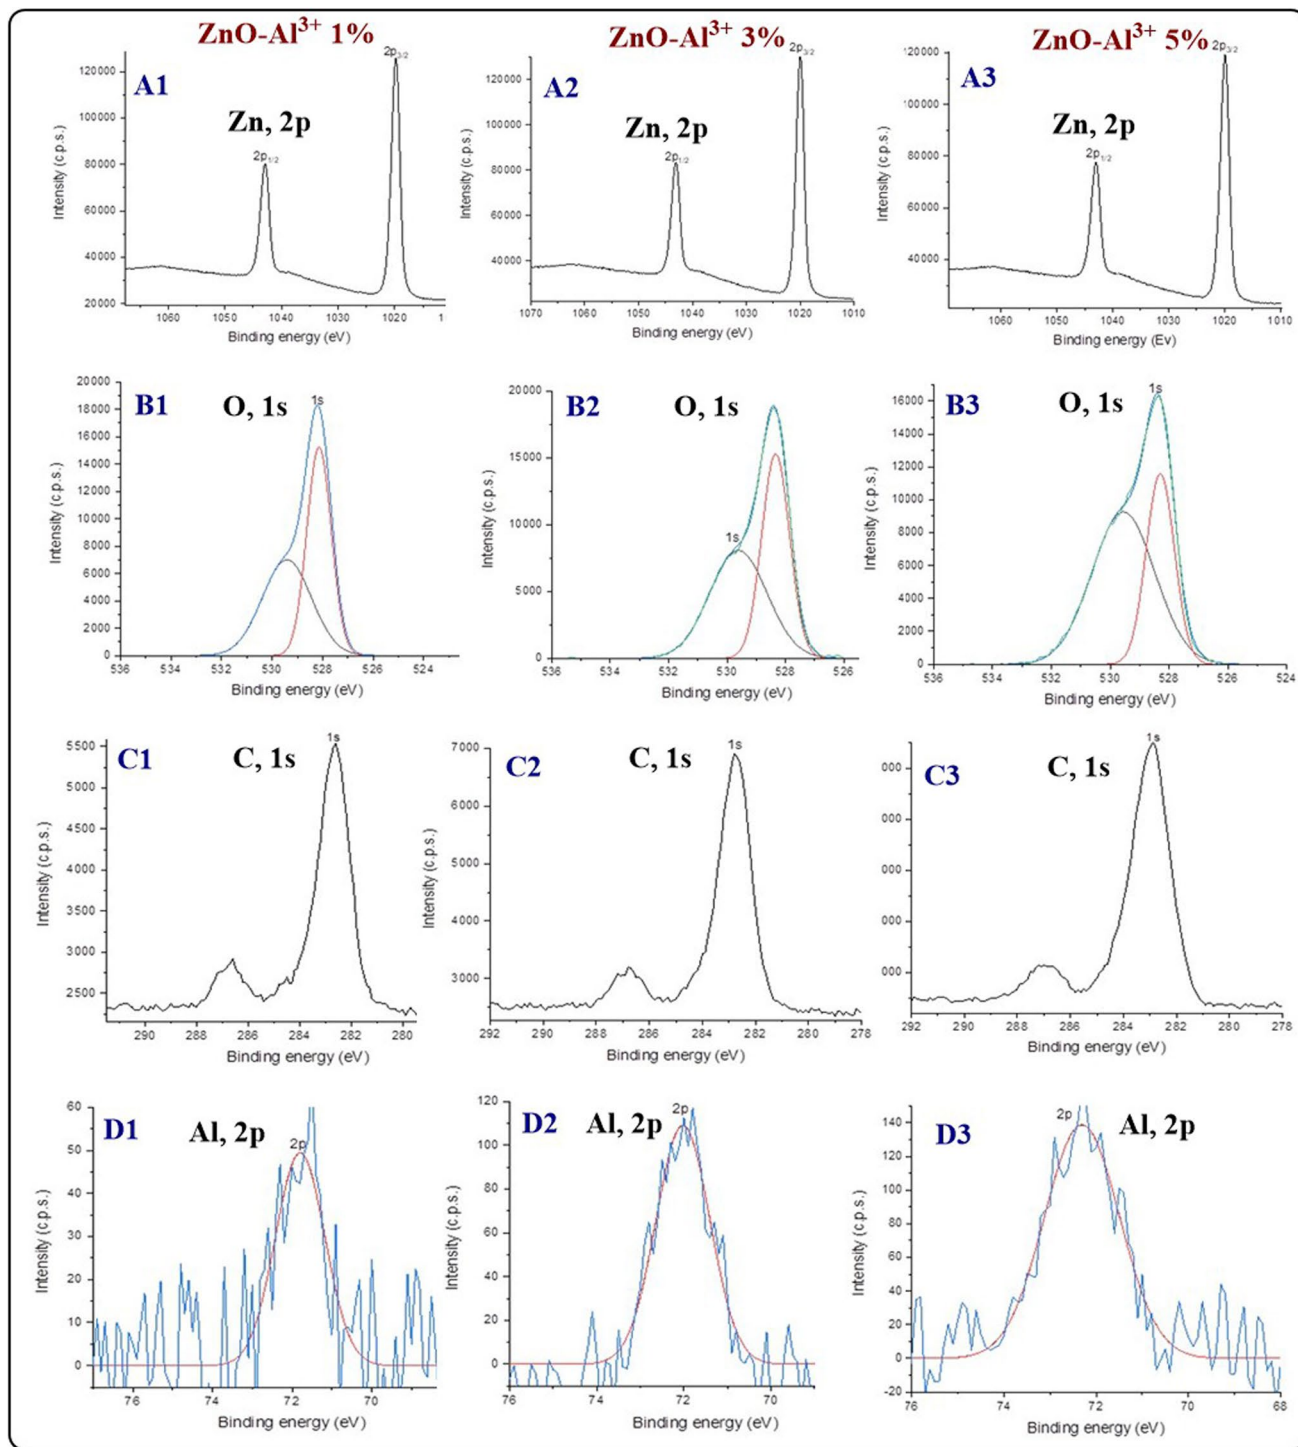 ZnO-Al³⁺ 1%
ZnO-Al³⁺ 3%
ZnO-Al³⁺ 5%
A1
Zn, 2p
2p₁/₂
2p₃/₂
120000
100000
80000
60000
40000
20000
1060
1050
1040
1030
1020
1
Intensity (c.p.s.)
Binding energy (eV)
A2
Zn, 2p
2p₁/₂
2p₃/₂
120000
100000
80000
60000
40000
1070
1060
1050
1040
1030
1020
1010
Intensity (c.p.s.)
Binding energy (eV)
A3
Zn, 2p
2p₁/₂
2p₃/₂
120000
100000
80000
60000
40000
1060
1050
1040
1030
1020
1010
Intensity (c.p.s.)
Binding energy (Ev)
B1
O, 1s
1s
20000
18000
16000
14000
12000
10000
8000
6000
4000
2000
0
536
534
532
530
528
526
524
Intensity (c.p.s.)
Binding energy (eV)
B2
O, 1s
1s
20000
15000
10000
5000
0
536
534
532
530
528
526
Intensity (c.p.s.)
Binding energy (eV)
B3
O, 1s
1s
16000
14000
12000
10000
8000
6000
4000
2000
0
536
534
532
530
528
526
524
Intensity (c.p.s.)
Binding energy (eV)
C1
C, 1s
1s
5500
5000
4500
4000
3500
3000
2500
290
288
286
284
282
280
Intensity (c.p.s.)
Binding energy (eV)
C2
C, 1s
1s
7000
6000
5000
4000
3000
292
290
288
286
284
282
280
278
Intensity (c.p.s.)
Binding energy (eV)
C3
C, 1s
1s
000
000
000
000
000
292
290
288
286
284
282
280
278
Intensity (c.p.s.)
Binding energy (eV)
D1
Al, 2p
2p
60
50
40
30
20
10
0
76
74
72
70
Intensity (c.p.s.)
Binding energy (eV)
D2
Al, 2p
2p
120
100
80
60
40
20
0
76
74
72
70
Intensity (c.p.s.)
Binding energy (eV)
D3
Al, 2p
2p
140
120
100
80
60
40
20
0
-20
76
74
72
70
68
Intensity (c.p.s.)
Binding energy (eV)